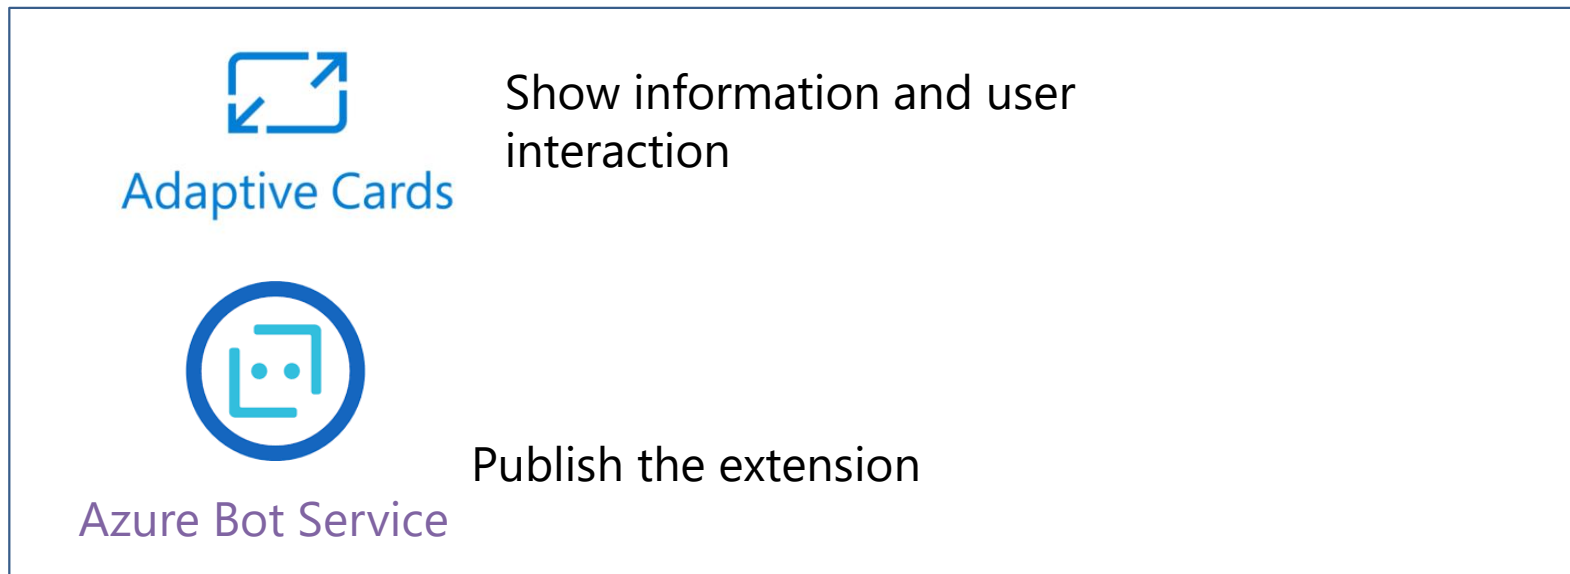 Show information and user
interaction
Adaptive Cards
Publish the extension
Azure Bot Service